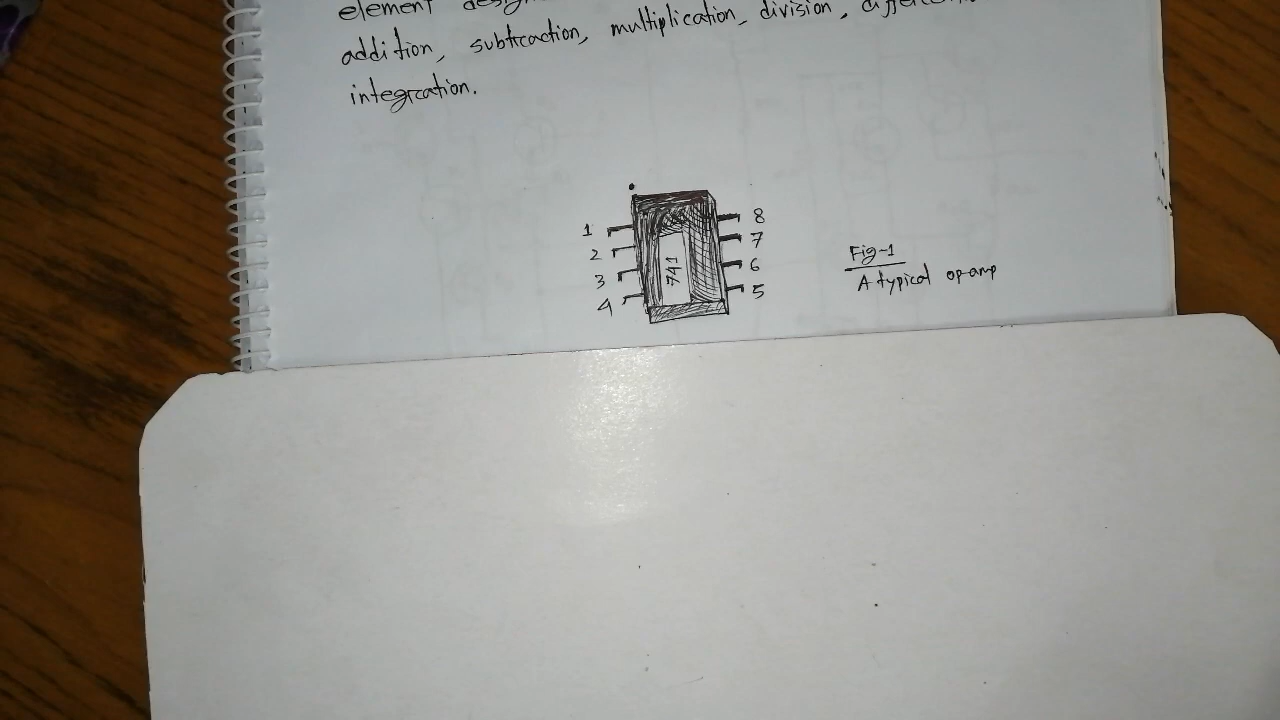 element
addition, subtraction, multiplication, division,
integration.
1
2
3
4
741
8
7
6
5
Fig-1
A typical op-amp